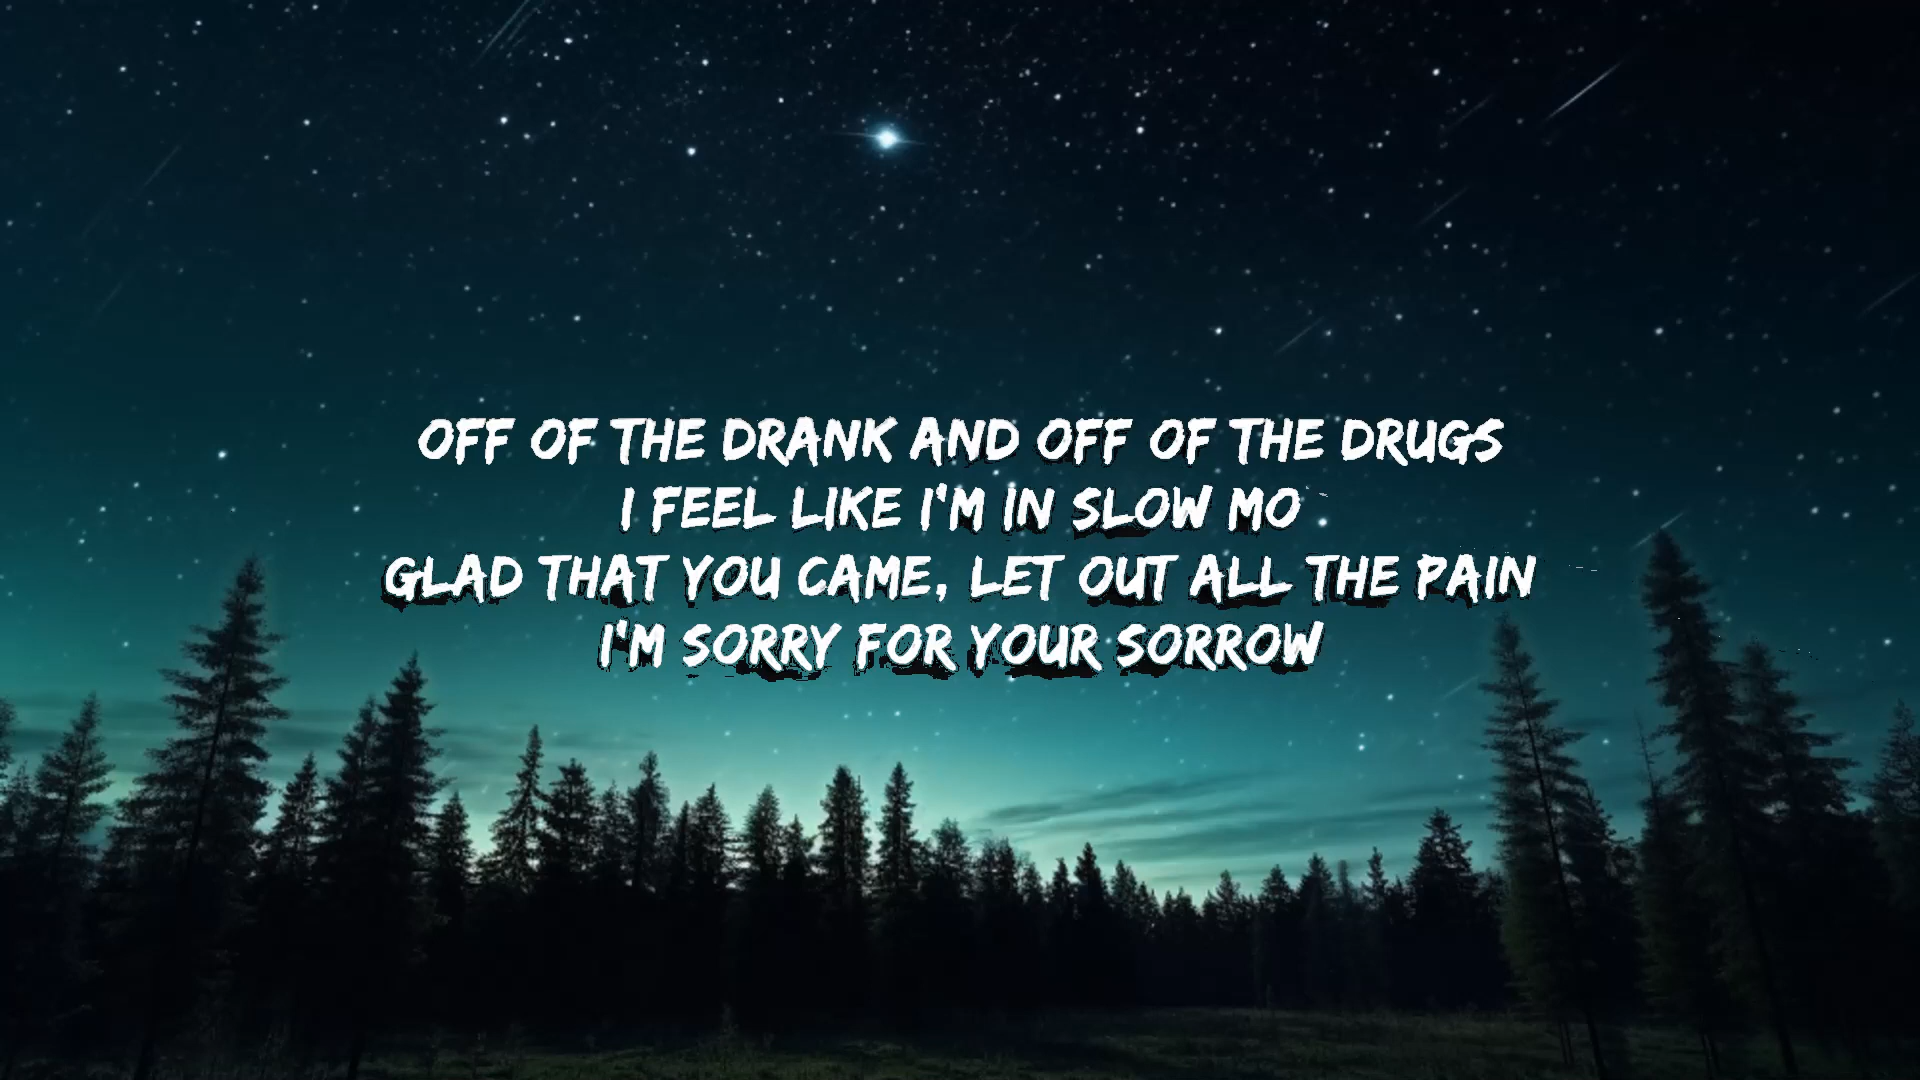 OFF OF THE DRANK AND OFF OF THE DRUGS
I FEEL LIKE I'M IN SLOW MO
GLAD THAT YOU CAME, LET OUT ALL THE PAIN
I'M SORRY FOR YOUR SORROW